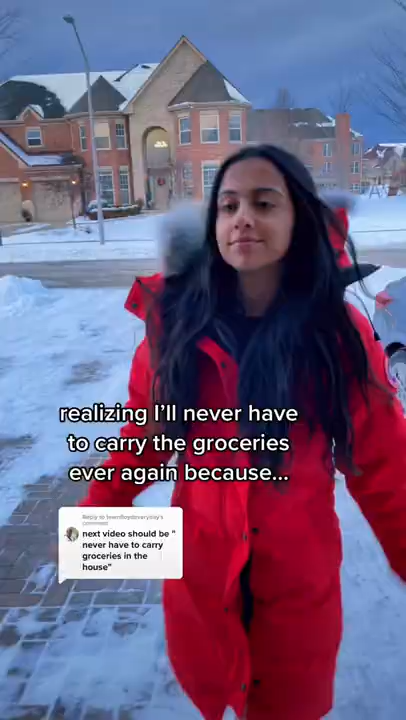 realizing I'll never have
to carry the groceries
ever again because...
comment
next video should be "
never have to carry
groceries in the
house"